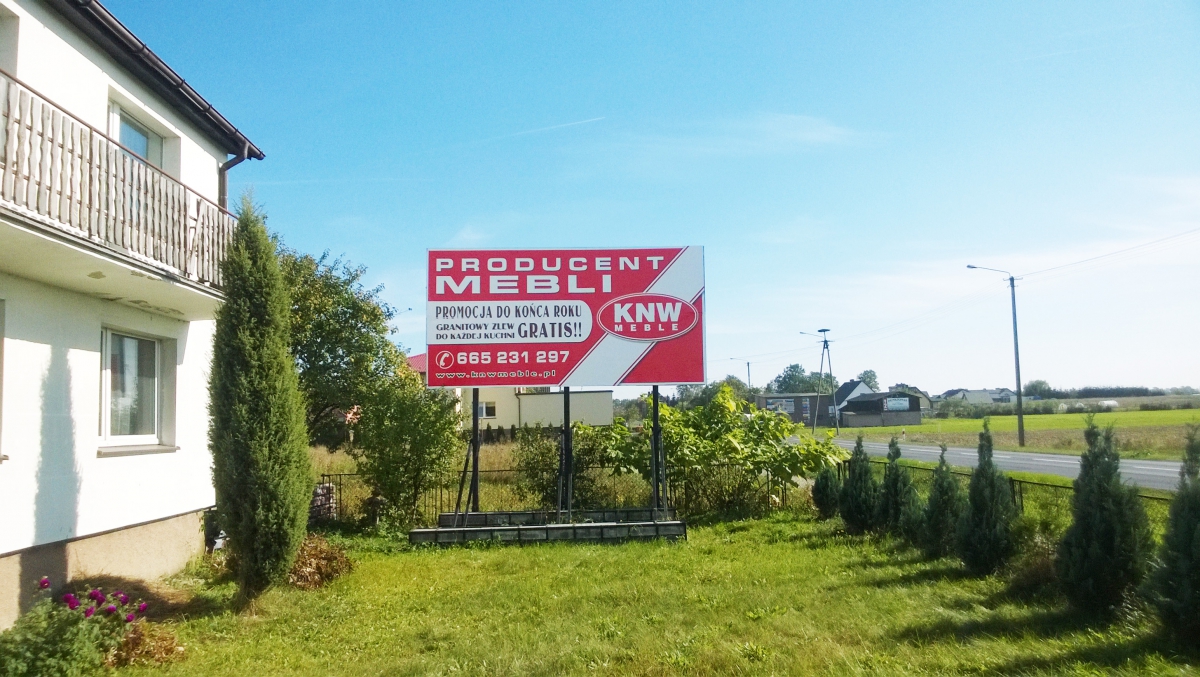 PRODUCENT
MEBLI
PROMOCJA DO KOŃCA ROKU
GRANITOWY ZLEW
DO KAŻDEJ KUCHNI GRATIS!!
KNW
MEBLE
665 231 297
www.knwmeble.pl